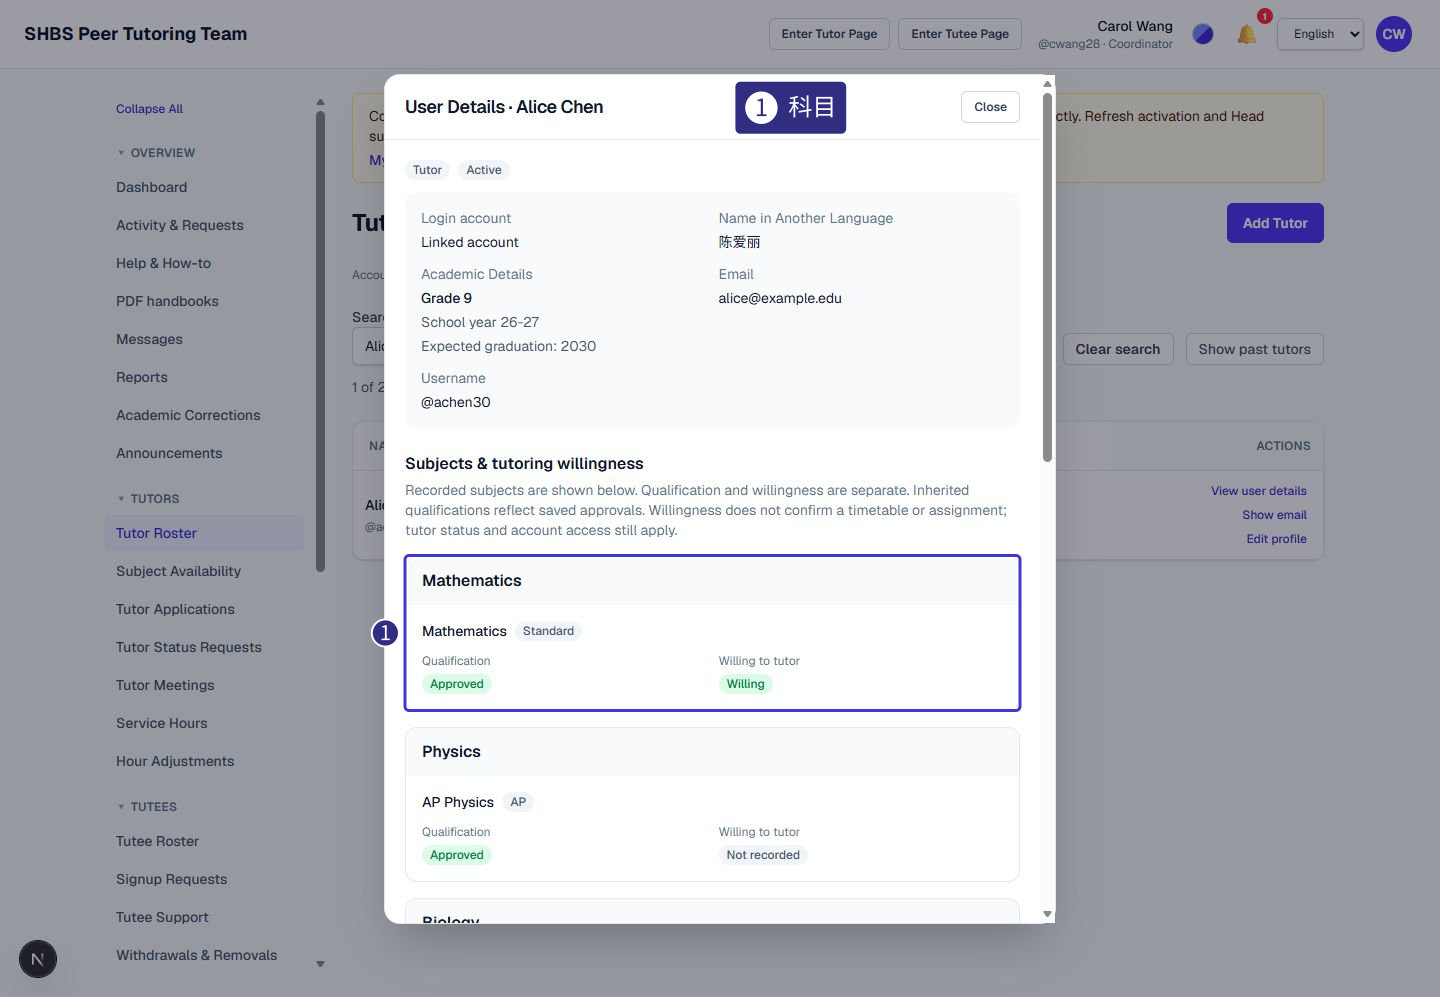 SHBS Peer Tutoring Team
Enter Tutor Page
Enter Tutee Page
Carol Wang
@cwang28 · Coordinator
1
English
CW
Collapse All
OVERVIEW
Dashboard
Activity & Requests
Help & How-to
PDF handbooks
Messages
Reports
Academic Corrections
Announcements
TUTORS
Tutor Roster
Subject Availability
Tutor Applications
Tutor Status Requests
Tutor Meetings
Service Hours
Hour Adjustments
TUTEES
Tutee Roster
Signup Requests
Tutee Support
Withdrawals & Removals
N
ctly. Refresh activation and Head
Add Tutor
Clear search
Show past tutors
1 of 2
ACTIONS
View user details
Show email
Edit profile
User Details · Alice Chen
1 科目
Close
Tutor
Active
Login account
Linked account
Name in Another Language
陈爱丽
Academic Details
Grade 9
School year 26-27
Expected graduation: 2030
Email
alice@example.edu
Username
@achen30
Subjects & tutoring willingness
Recorded subjects are shown below. Qualification and willingness are separate. Inherited
qualifications reflect saved approvals. Willingness does not confirm a timetable or assignment;
tutor status and account access still apply.
1
Mathematics
Mathematics Standard
Qualification
Approved
Willing to tutor
Willing
Physics
AP Physics AP
Qualification
Approved
Willing to tutor
Not recorded
Biology